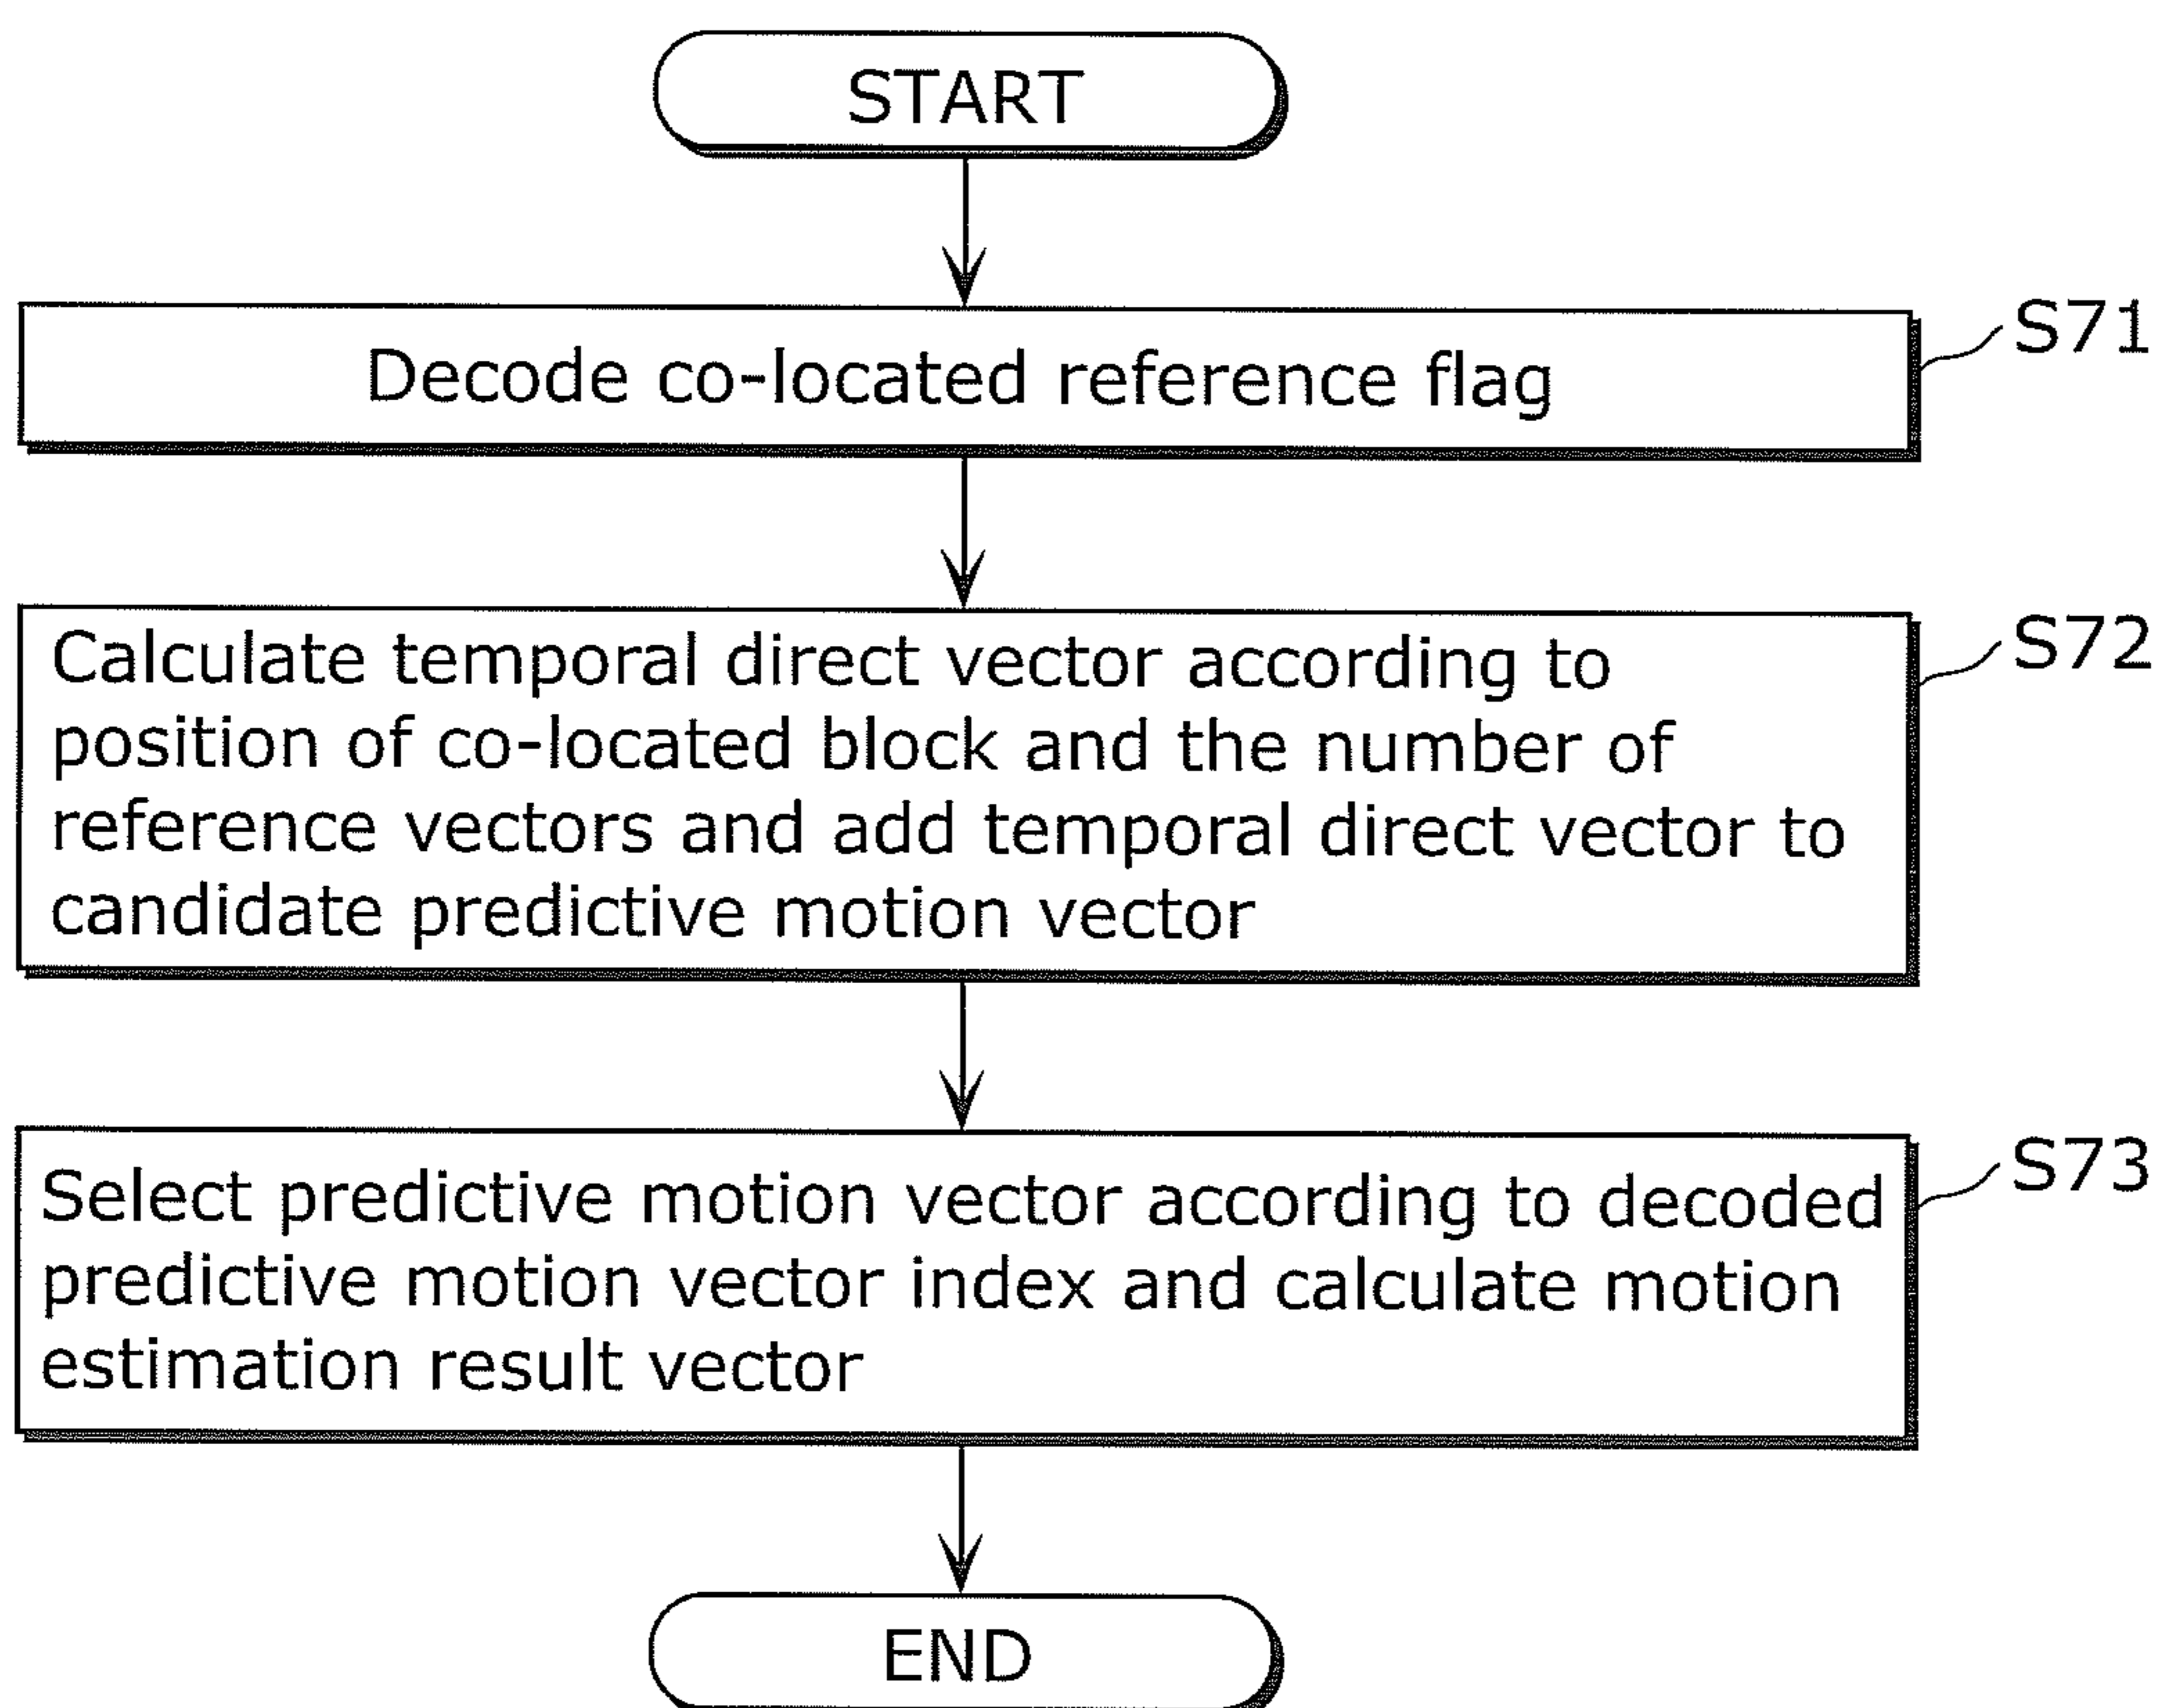 START
Decode co-located reference flag
S71
Calculate temporal direct vector according to
position of co-located block and the number of
reference vectors and add temporal direct vector to
candidate predictive motion vector
S72
Select predictive motion vector according to decoded
predictive motion vector index and calculate motion
estimation result vector
S73
END